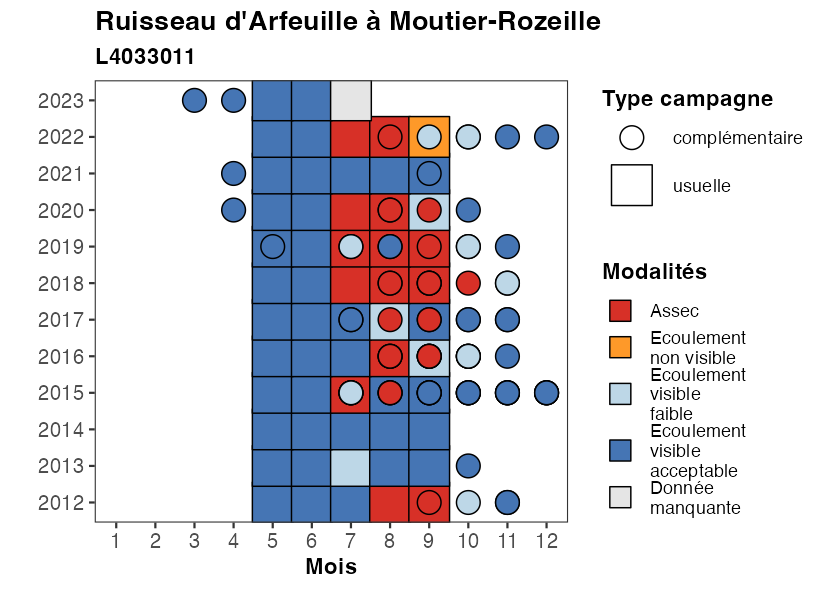 Ruisseau d'Arfeuille à Moutier-Rozeille
L4033011
2023
2022
2021
2020
2019
2018
2017
2016
2015
2014
2013
2012
1 2 3 4 5 6 7 8 9 10 11 12
Mois
Type campagne
complémentaire
usuelle
Modalités
Assec
Ecoulement
non visible
Ecoulement
visible
faible
Ecoulement
visible
acceptable
Donnée
manquante